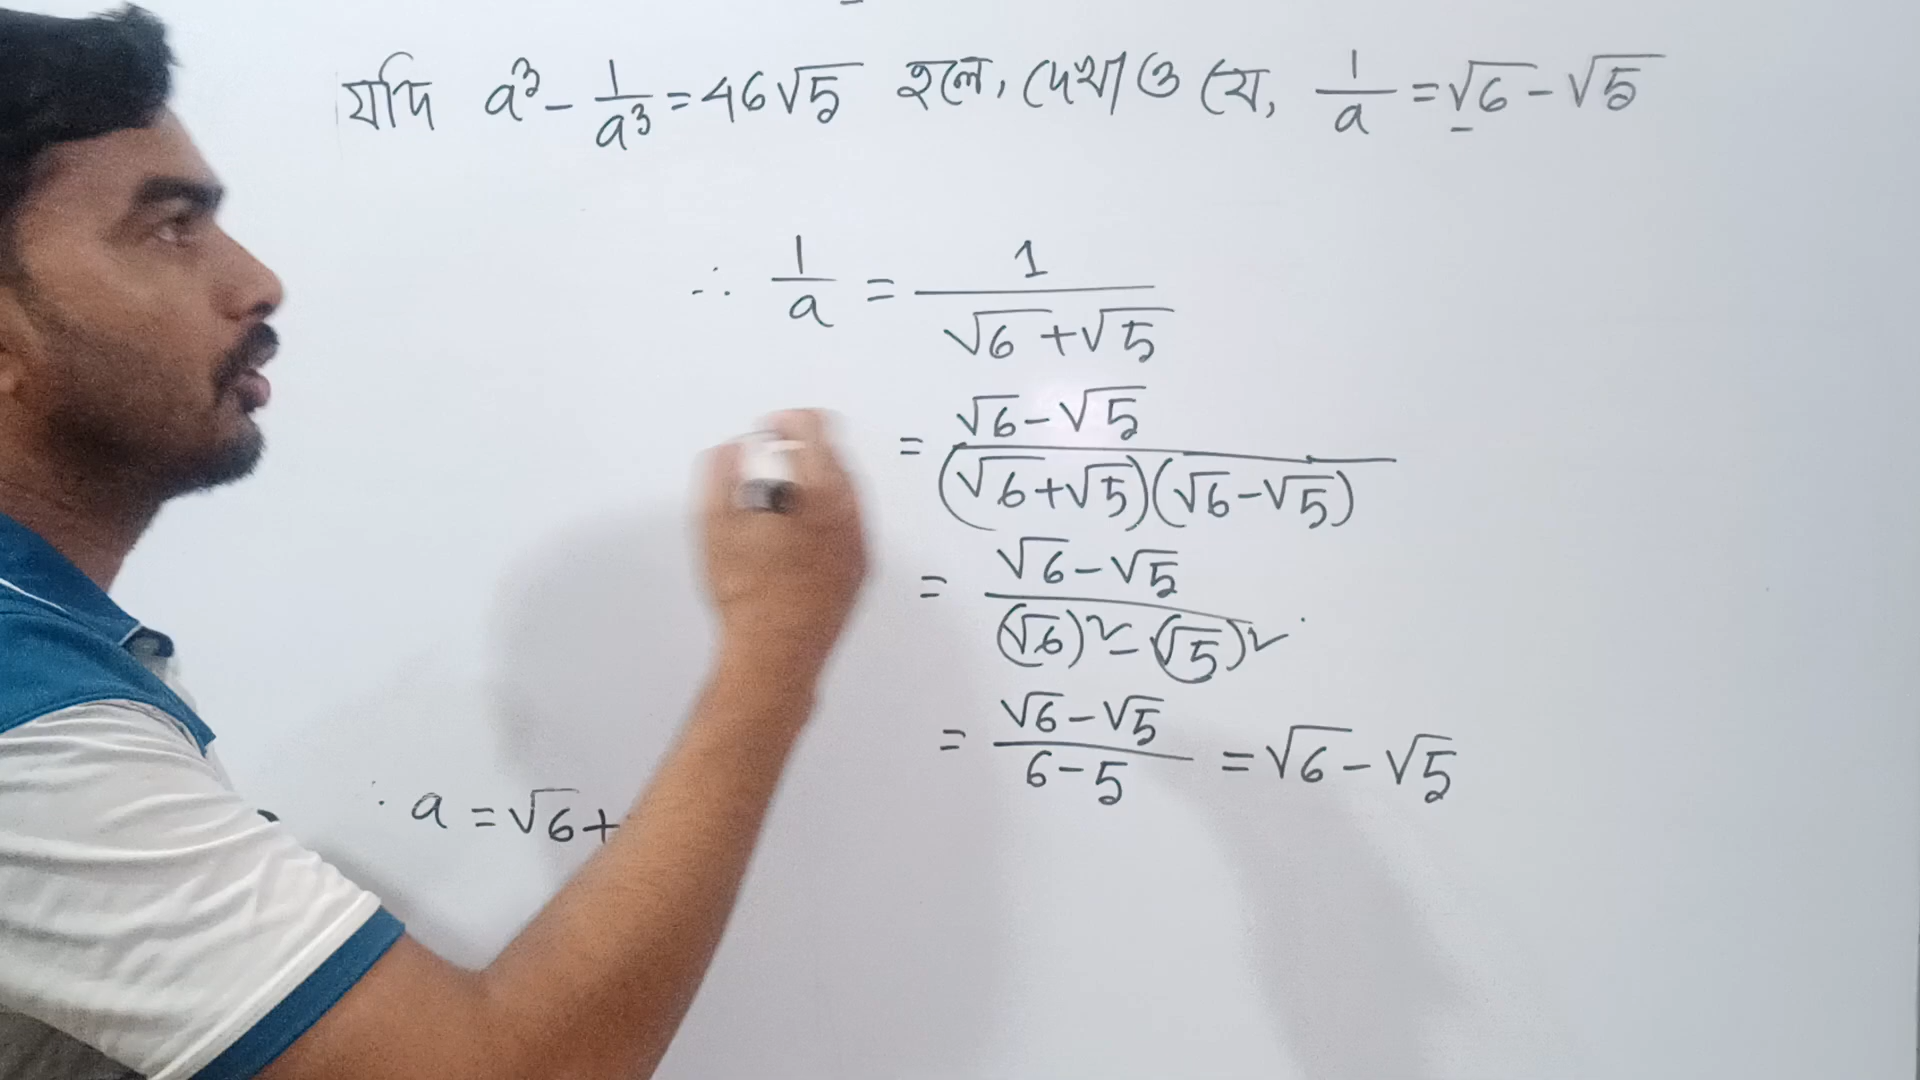 যদি a³ - 1/a³ = 46√5 হলে, দেখাও যে, 1/a = √6 - √5
∴ 1/a = 1/(√6 + √5)
= (√6 - √5)/((√6 + √5)(√6 - √5))
= (√6 - √5)/((√6)² - (√5)²)
= (√6 - √5)/(6 - 5) = √6 - √5
a = √6 +